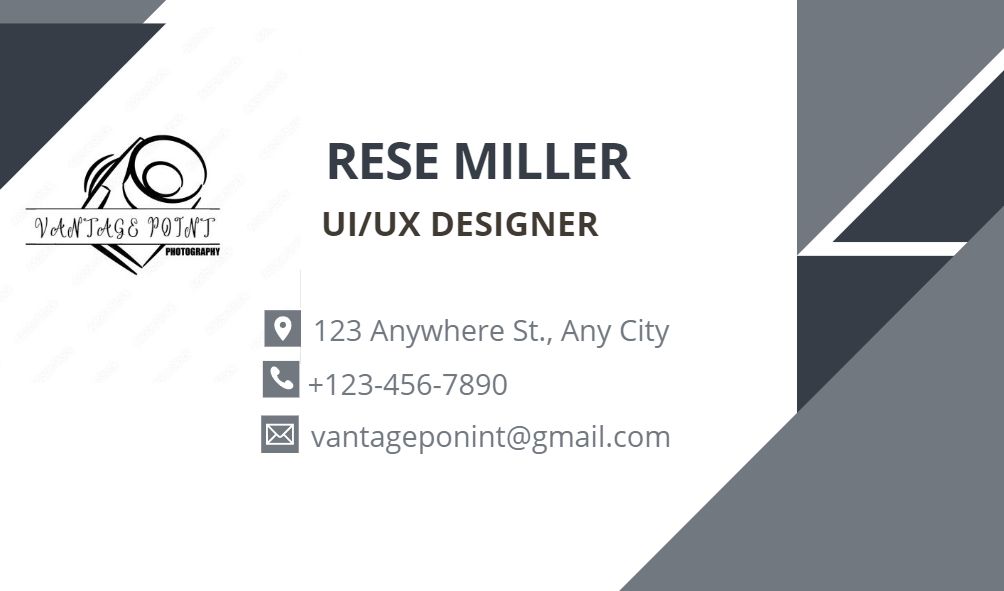 RESE MILLER
UI/UX DESIGNER
VANTAGE POINT
PHOTOGRAPHY
123 Anywhere St., Any City
+123-456-7890
vantageponint@gmail.com